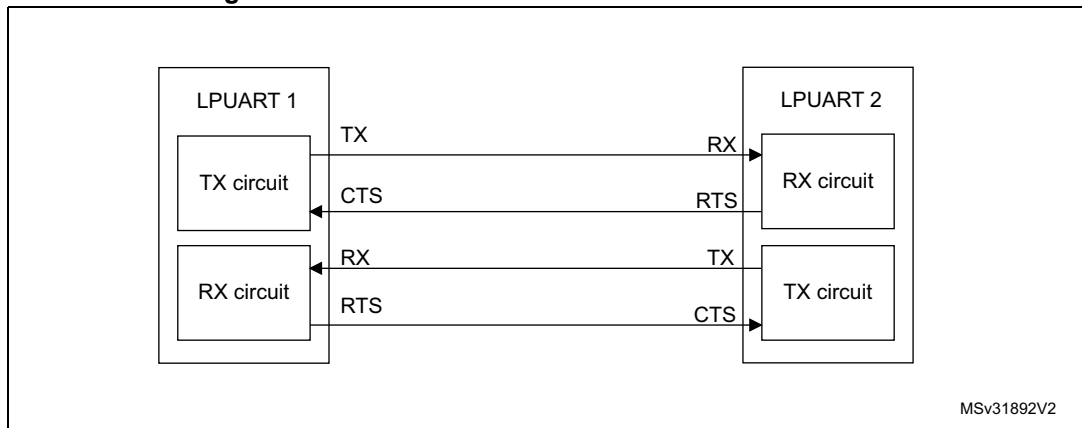 LPUART 1
LPUART 2
TX
RX
TX circuit
RX circuit
CTS
RTS
RX
TX
RX circuit
TX circuit
RTS
CTS
MSv31892V2